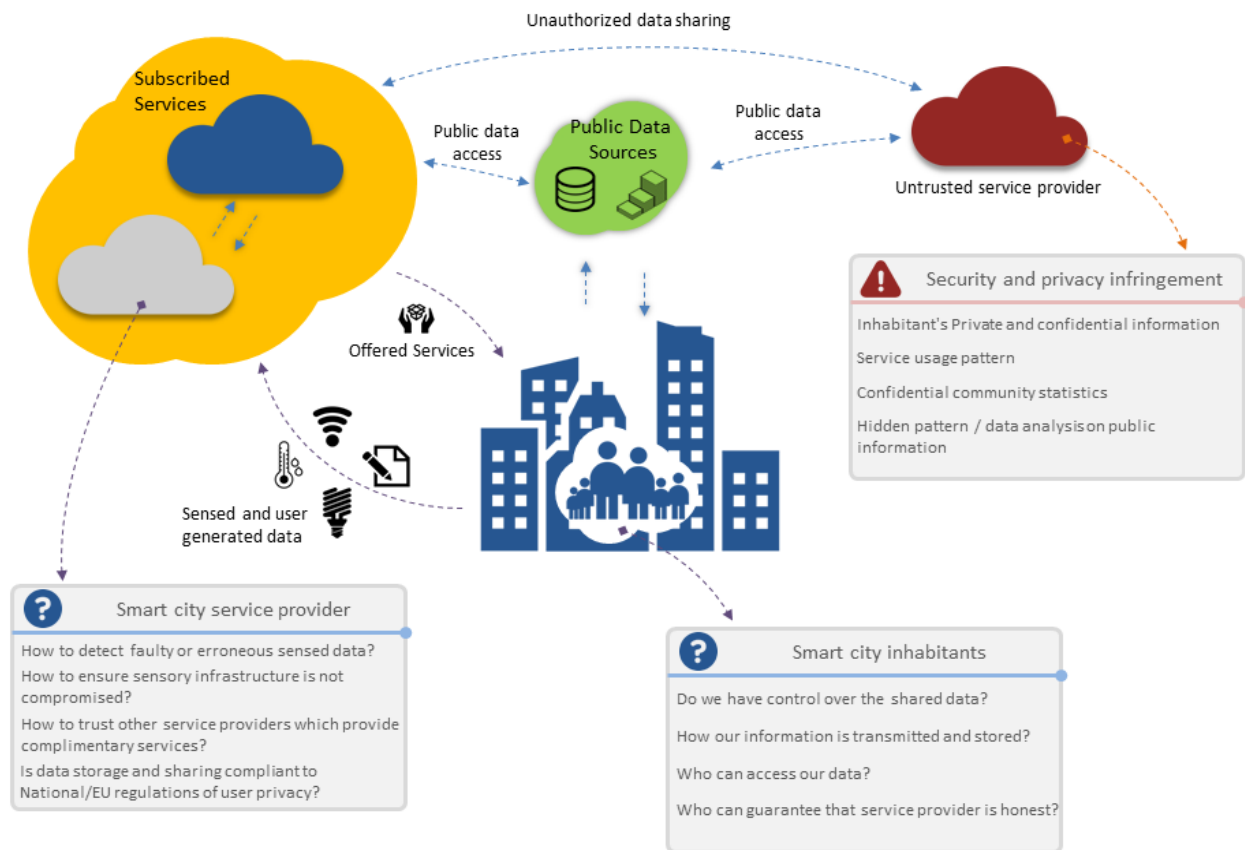 Unauthorized data sharing
Subscribed
Services
Public data
access
Public Data
Sources
Public data
access
Untrusted service provider
Security and privacy infringement
Inhabitant's Private and confidential information
Service usage pattern
Confidential community statistics
Hidden pattern / data analysis on public
information
Offered Services
Sensed and user
generated data
Smart city service provider
How to detect faulty or erroneous sensed data?
How to ensure sensory infrastructure is not
compromised?
How to trust other service providers which provide
complimentary services?
Is data storage and sharing compliant to
National/EU regulations of user privacy?
Smart city inhabitants
Do we have control over the shared data?
How our information is transmitted and stored?
Who can access our data?
Who can guarantee that service provider is honest?